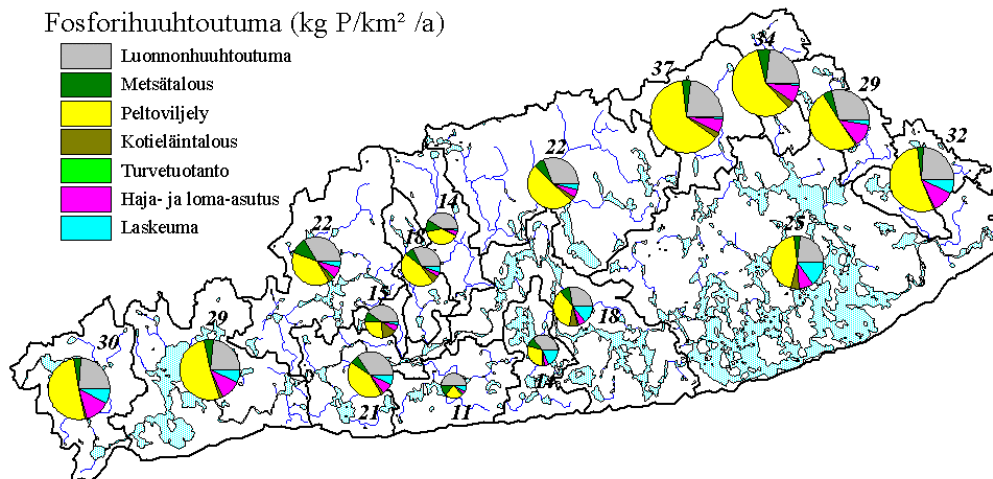 Fosforihuuhtoutuma (kg P/km² /a)
Luonnonhuuhtoutuma
Metsätalous
Peltoviljely
Kotieläintalous
Turvetuotanto
Haja- ja loma-asutus
Laskeuma
34
37
29
32
22
14
22
18
25
15
18
29
30
14
21
11